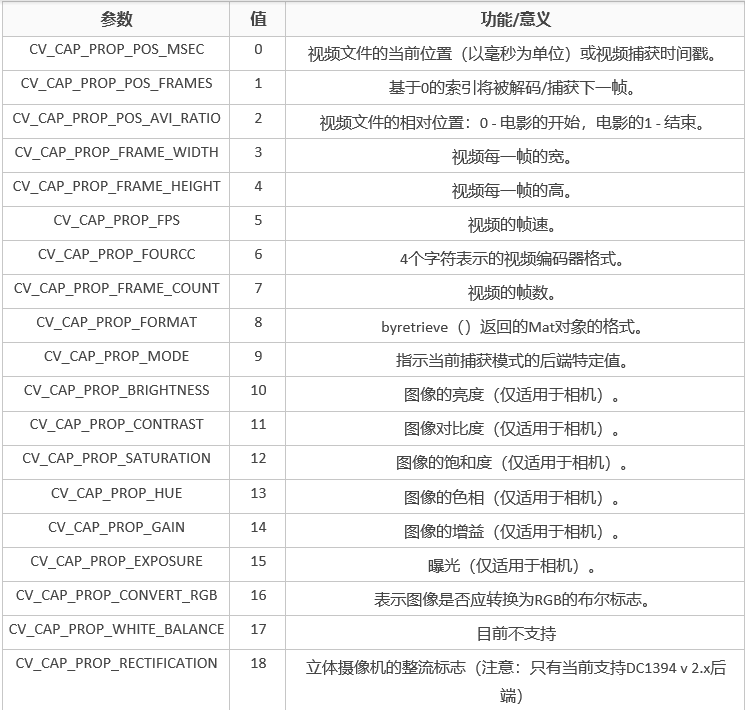 参数 值 功能/意义
CV_CAP_PROP_POS_MSEC 0 视频文件的当前位置（以毫秒为单位）或视频捕获时间戳。
CV_CAP_PROP_POS_FRAMES 1 基于0的索引将被解码/捕获下一帧。
CV_CAP_PROP_POS_AVI_RATIO 2 视频文件的相对位置：0 - 电影的开始，电影的1 - 结束。
CV_CAP_PROP_FRAME_WIDTH 3 视频每一帧的宽。
CV_CAP_PROP_FRAME_HEIGHT 4 视频每一帧的高。
CV_CAP_PROP_FPS 5 视频的帧速。
CV_CAP_PROP_FOURCC 6 4个字符表示的视频编码器格式。
CV_CAP_PROP_FRAME_COUNT 7 视频的帧数。
CV_CAP_PROP_FORMAT 8 byretrieve（）返回的Mat对象的格式。
CV_CAP_PROP_MODE 9 指示当前捕获模式的后端特定值。
CV_CAP_PROP_BRIGHTNESS 10 图像的亮度（仅适用于相机）。
CV_CAP_PROP_CONTRAST 11 图像对比度（仅适用于相机）。
CV_CAP_PROP_SATURATION 12 图像的饱和度（仅适用于相机）。
CV_CAP_PROP_HUE 13 图像的色相（仅适用于相机）。
CV_CAP_PROP_GAIN 14 图像的增益（仅适用于相机）。
CV_CAP_PROP_EXPOSURE 15 曝光（仅适用于相机）。
CV_CAP_PROP_CONVERT_RGB 16 表示图像是否应转换为RGB的布尔标志。
CV_CAP_PROP_WHITE_BALANCE 17 目前不支持
CV_CAP_PROP_RECTIFICATION 18 立体摄像机的整流标志（注意：只有当前支持DC1394 v 2.x后
端）